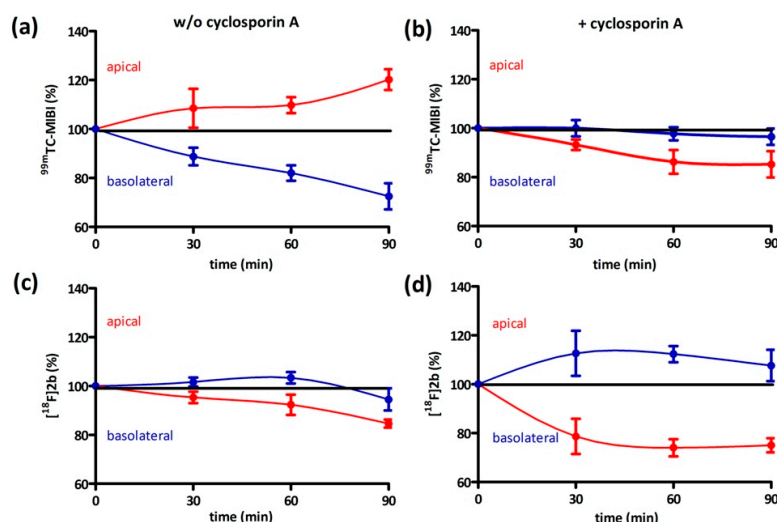 w/o cyclosporin A
+ cyclosporin A
(a)
99mTC-MIBI (%)
140
120
100
80
60
apical
basolateral
0
30
60
90
time (min)
(b)
99mTC-MIBI (%)
140
120
100
80
60
apical
basolateral
0
30
60
90
time (min)
(c)
[18F]2b (%)
140
120
100
80
60
apical
basolateral
0
30
60
90
time (min)
(d)
[18F]2b (%)
140
120
100
80
60
apical
basolateral
0
30
60
90
time (min)